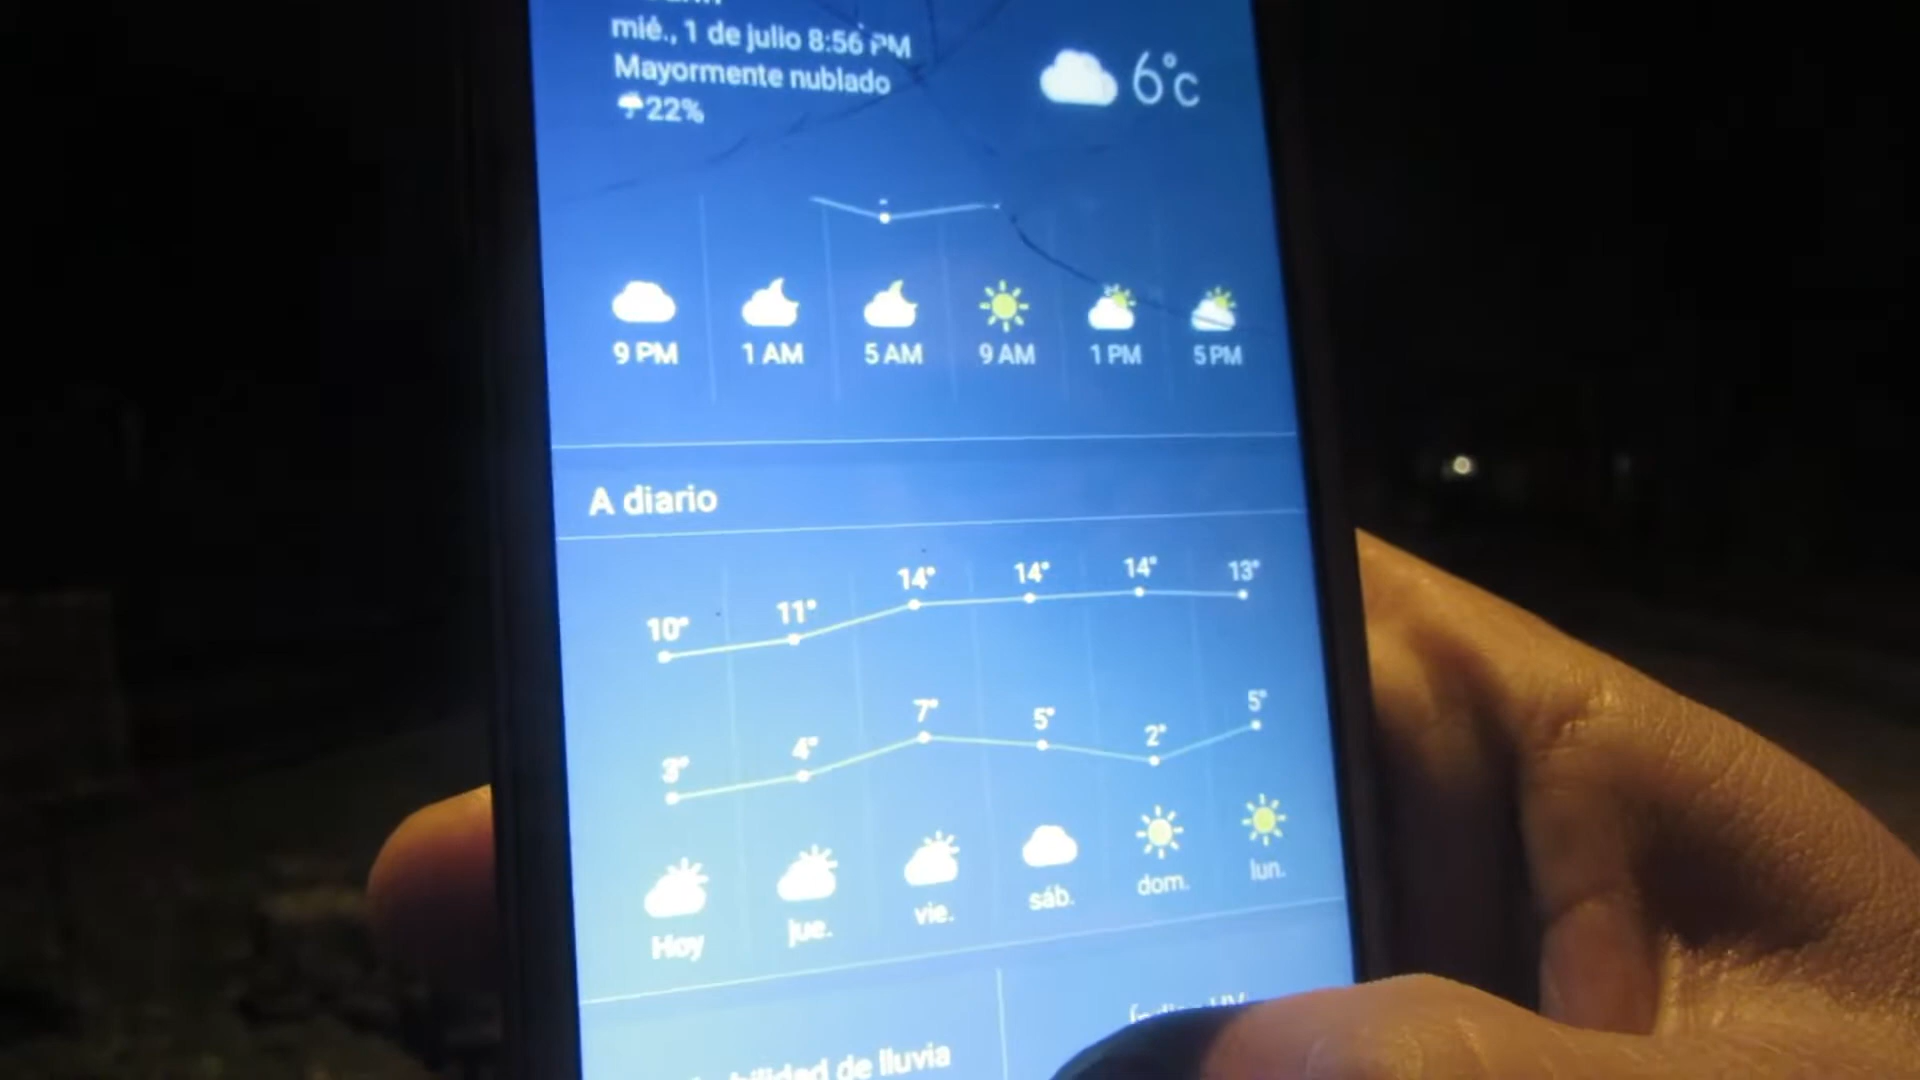 mié., 1 de julio 8:56 PM
Mayormente nublado
22%
6°c
9 PM 1 AM 5 AM 9 AM 1 PM 5 PM
A diario
10° 11° 14° 14° 14° 13°
3° 4° 7° 5° 2° 5°
Hoy jue. vie. sáb. dom. lun.
de lluvia